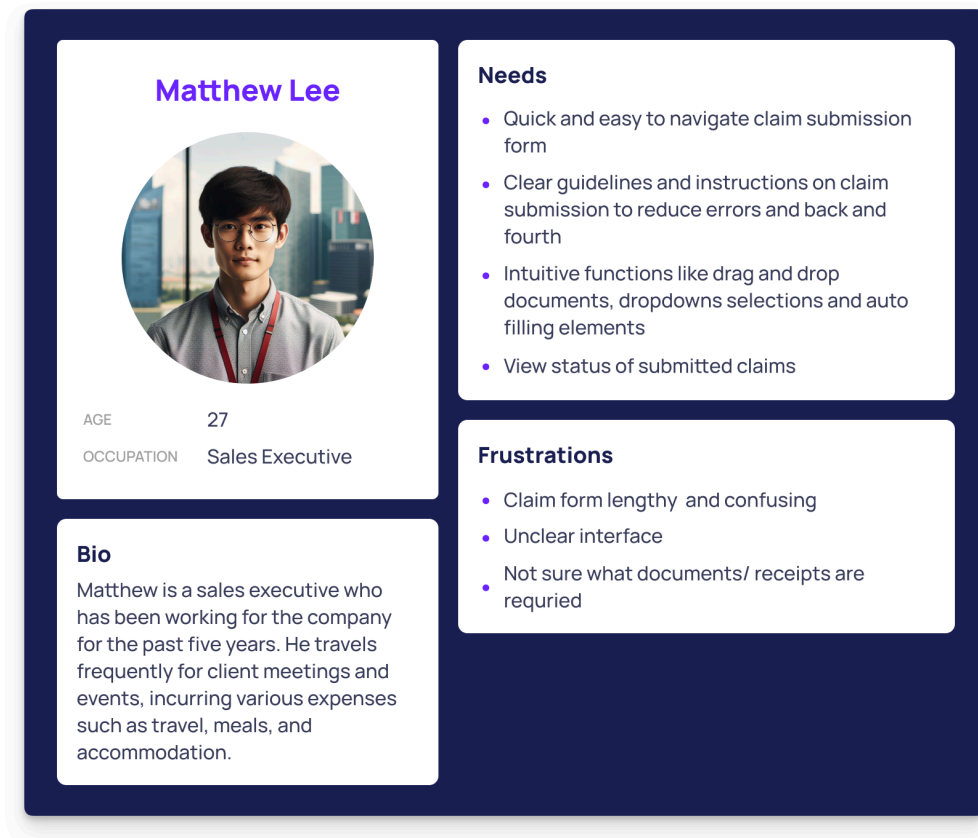 Matthew Lee
AGE 27
OCCUPATION Sales Executive
Bio
Matthew is a sales executive who
has been working for the company
for the past five years. He travels
frequently for client meetings and
events, incurring various expenses
such as travel, meals, and
accommodation.
Needs
• Quick and easy to navigate claim submission
form
• Clear guidelines and instructions on claim
submission to reduce errors and back and
fourth
• Intuitive functions like drag and drop
documents, dropdowns selections and auto
filling elements
• View status of submitted claims
Frustrations
• Claim form lengthy  and confusing
• Unclear interface
• Not sure what documents/ receipts are
requried